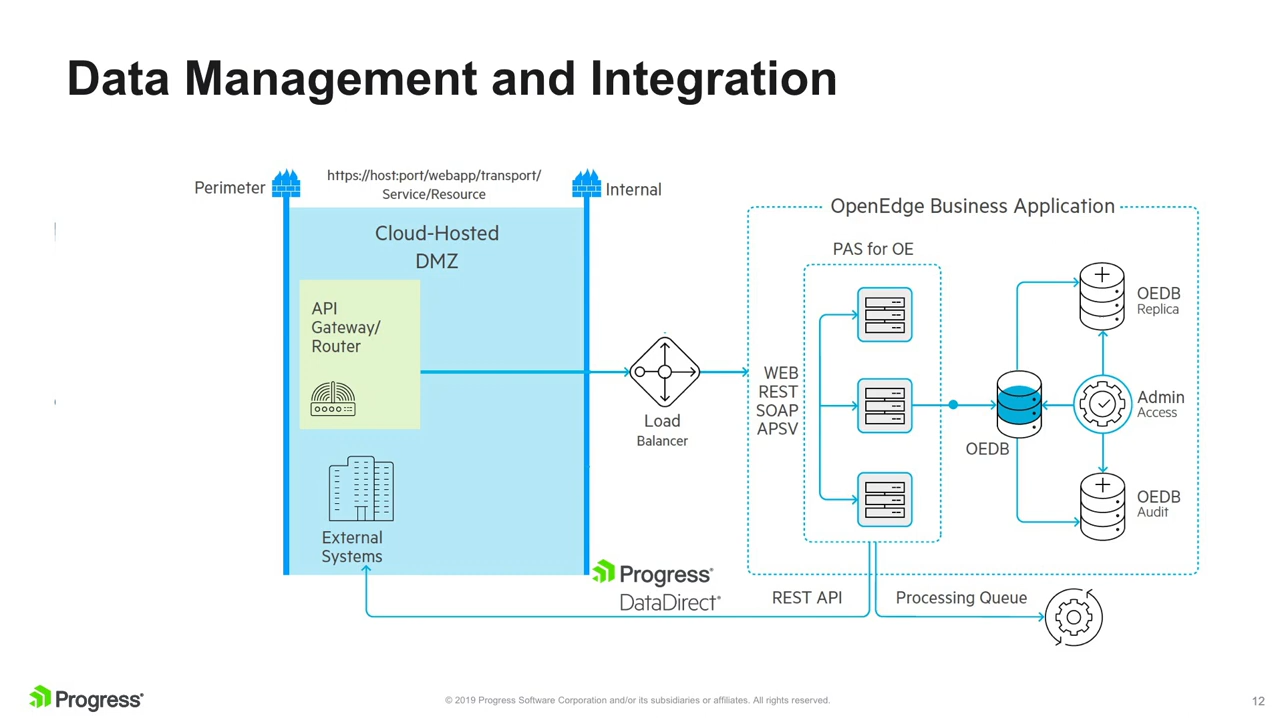 Data Management and Integration
Perimeter
https://host:port/webapp/transport/
Service/Resource
Internal
Cloud-Hosted
DMZ
API
Gateway/
Router
External
Systems
Load
Balancer
OpenEdge Business Application
PAS for OE
WEB
REST
SOAP
APSV
OEDB
OEDB
Replica
Admin
Access
OEDB
Audit
Progress®
DataDirect®
REST API
Processing Queue
Progress®
© 2019 Progress Software Corporation and/or its subsidiaries or affiliates. All rights reserved.
12